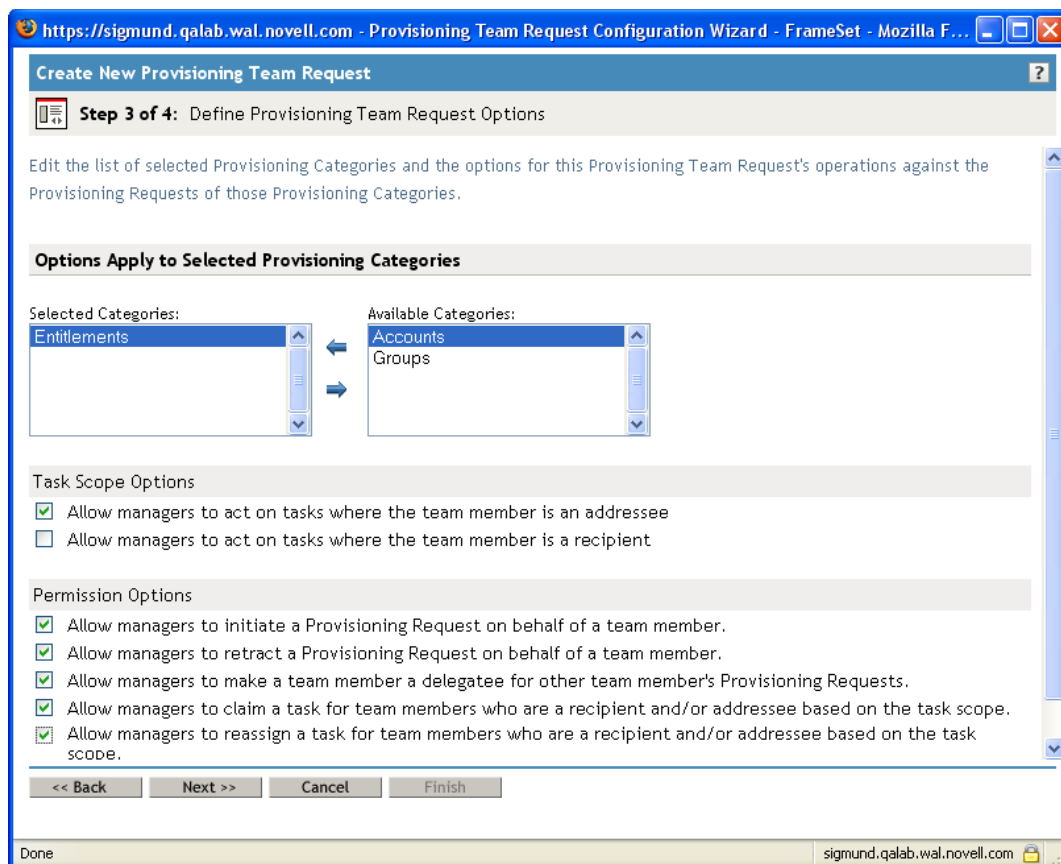 https://sigmund.qalab.wal.novell.com - Provisioning Team Request Configuration Wizard - FrameSet - Mozilla F...
Create New Provisioning Team Request
?
Step 3 of 4: Define Provisioning Team Request Options
Edit the list of selected Provisioning Categories and the options for this Provisioning Team Request's operations against the
Provisioning Requests of those Provisioning Categories.
Options Apply to Selected Provisioning Categories
Selected Categories:
Entitlements
Available Categories:
Accounts
Groups
Task Scope Options
Allow managers to act on tasks where the team member is an addressee
Allow managers to act on tasks where the team member is a recipient
Permission Options
Allow managers to initiate a Provisioning Request on behalf of a team member.
Allow managers to retract a Provisioning Request on behalf of a team member.
Allow managers to make a team member a delegatee for other team member's Provisioning Requests.
Allow managers to claim a task for team members who are a recipient and/or addressee based on the task scope.
Allow managers to reassign a task for team members who are a recipient and/or addressee based on the task
scope.
<< Back
Next >>
Cancel
Finish
Done
sigmund.qalab.wal.novell.com